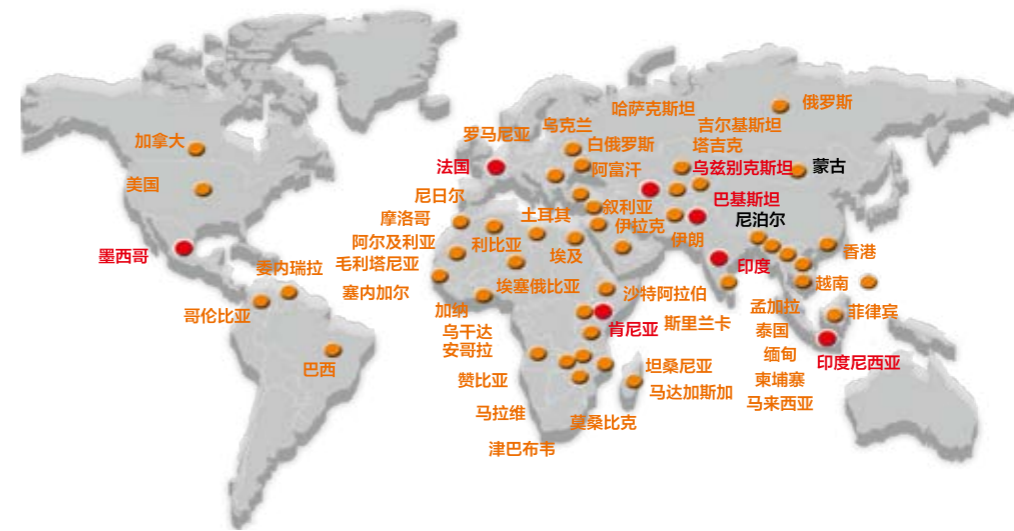 哈萨克斯坦
俄罗斯
乌克兰
吉尔基斯坦
罗马尼亚
加拿大
白俄罗斯
塔吉克
法国
阿富汗
乌兹别克斯坦
蒙古
美国
尼日尔
叙利亚
巴基斯坦
摩洛哥
土耳其
伊拉克
尼泊尔
阿尔及利亚
利比亚
伊朗
墨西哥
埃及
香港
委内瑞拉
毛利塔尼亚
印度
塞内加尔
埃塞俄比亚
沙特阿拉伯
越南
哥伦比亚
加纳
孟加拉
菲律宾
乌干达
肯尼亚
斯里兰卡
泰国
安哥拉
缅甸
印度尼西亚
巴西
坦桑尼亚
赞比亚
柬埔寨
马达加斯加
马来西亚
马拉维
莫桑比克
津巴布韦